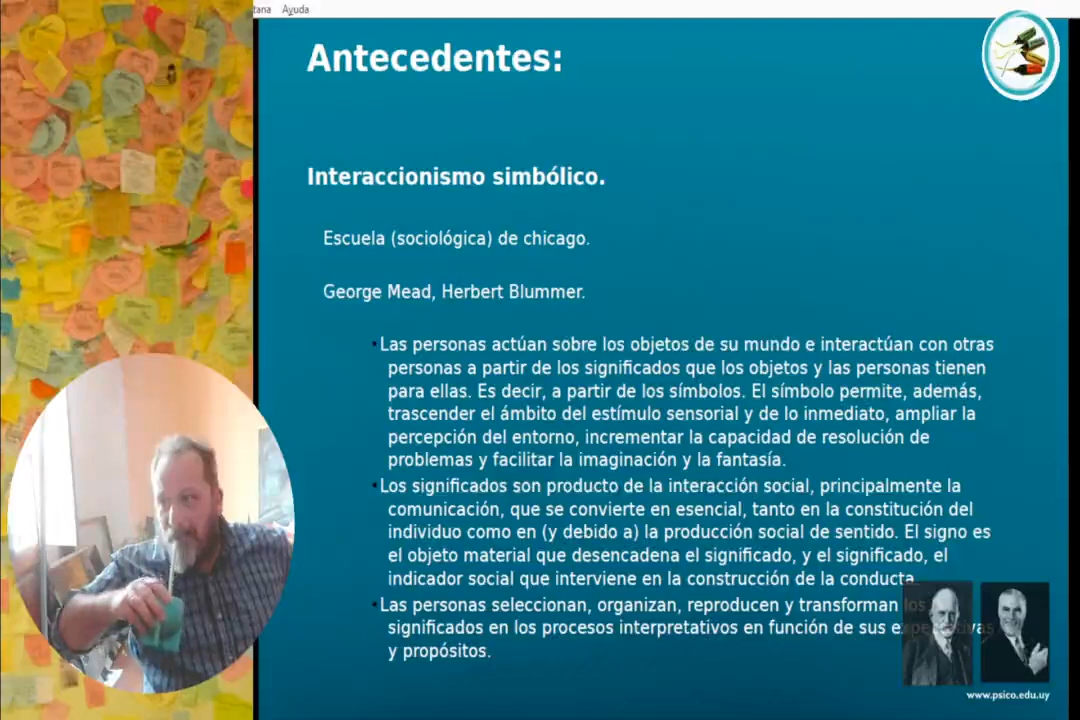 tana Ayuda
Antecedentes:
Interaccionismo simbólico.
Escuela (sociológica) de chicago.
George Mead, Herbert Blummer.
Las personas actúan sobre los objetos de su mundo e interactúan con otras
personas a partir de los significados que los objetos y las personas tienen
para ellas. Es decir, a partir de los símbolos. El símbolo permite, además,
trascender el ámbito del estímulo sensorial y de lo inmediato, ampliar la
percepción del entorno, incrementar la capacidad de resolución de
problemas y facilitar la imaginación y la fantasía.
Los significados son producto de la interacción social, principalmente la
comunicación, que se convierte en esencial, tanto en la constitución del
individuo como en (y debido a) la producción social de sentido. El signo es
el objeto material que desencadena el significado, y el significado, el
indicador social que interviene en la construcción de la conducta.
Las personas seleccionan, organizan, reproducen y transforman los
significados en los procesos interpretativos en función de sus expectativas
y propósitos.
www.psico.edu.uy